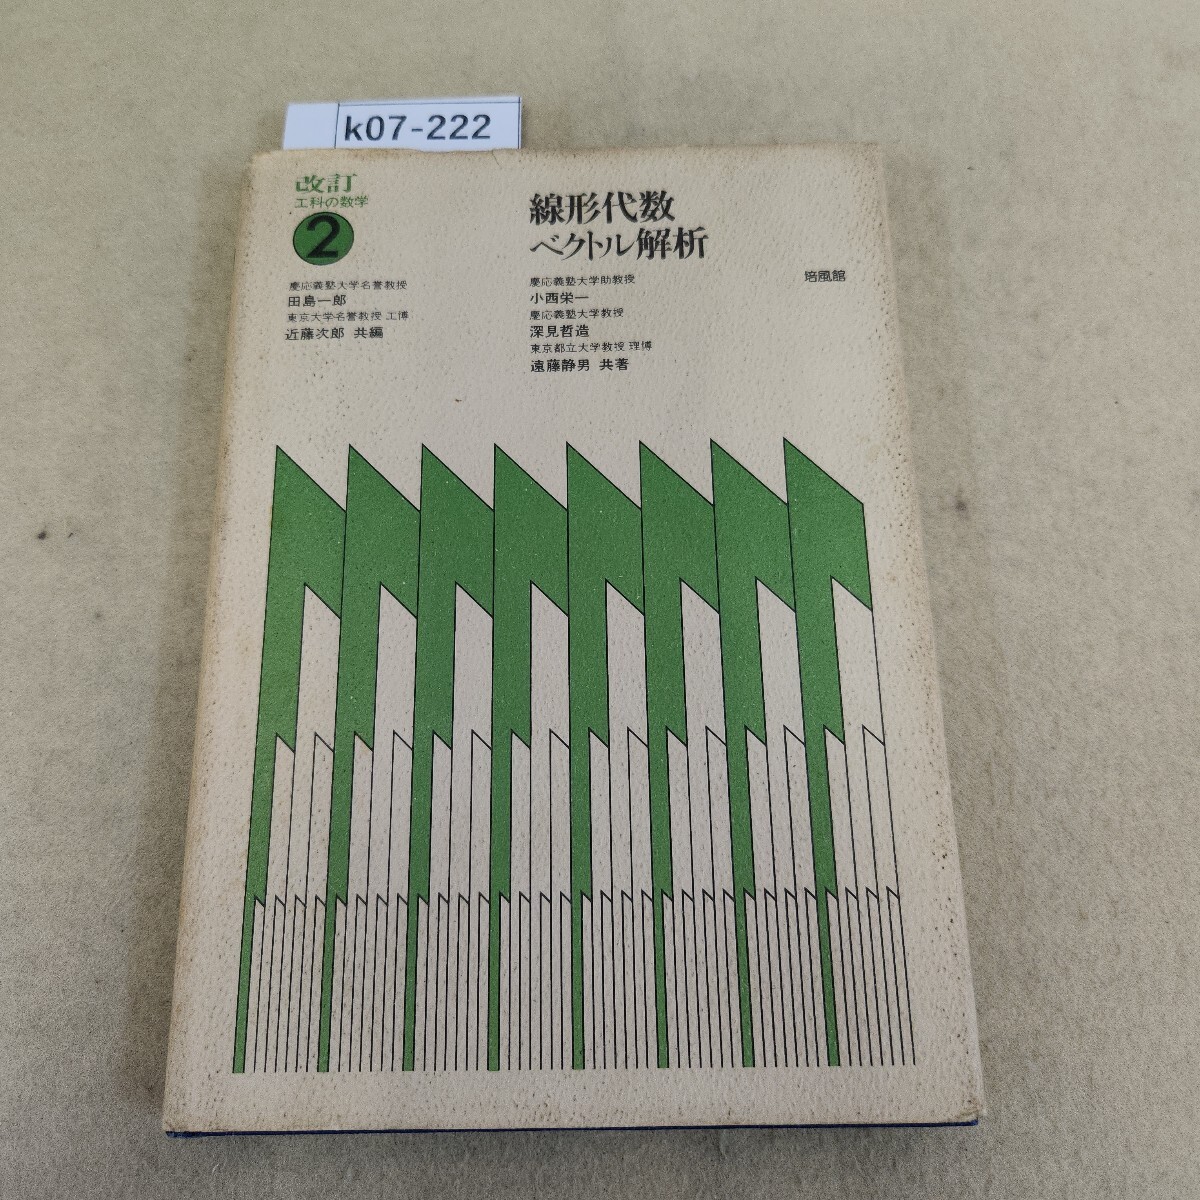 k07-222
改訂
工科の数学
2
慶応義塾大学名誉教授
田島一郎
東京大学名誉教授 工博
近藤次郎 共編
線形代数
ベクトル解析
慶応義塾大学助教授
小西栄一
慶応義塾大学教授
深見哲造
東京都立大学教授 理博
遠藤静男 共著
培風館